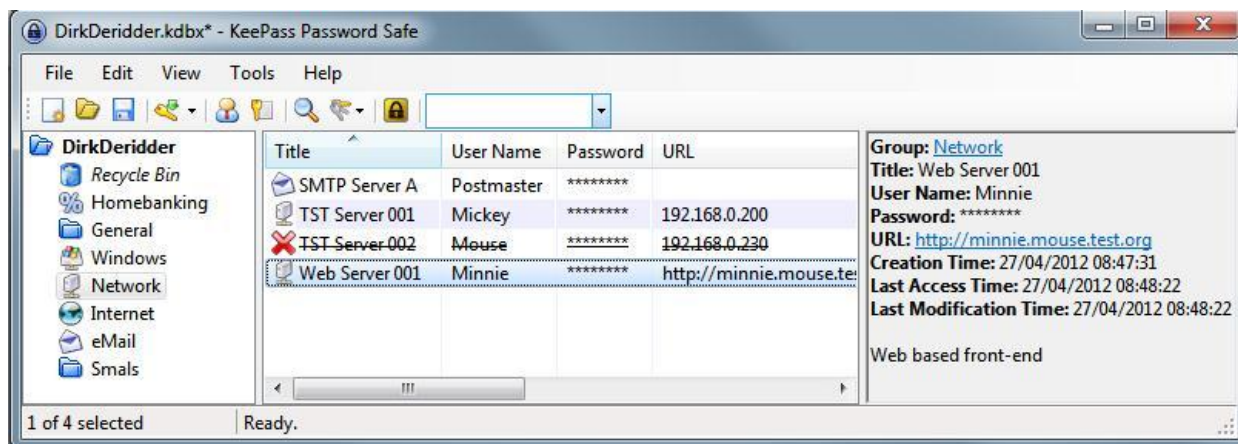 DirkDeridder.kdbx* - KeePass Password Safe
File Edit View Tools Help
DirkDeridder
Recycle Bin
Homebanking
General
Windows
Network
Internet
eMail
Smals
Title User Name Password URL
SMTP Server A Postmaster ********
TST Server 001 Mickey ******** 192.168.0.200
TST Server 002 Mouse ******** 192.168.0.230
Web Server 001 Minnie ******** http://minnie.mouse.tes
Group: Network
Title: Web Server 001
User Name: Minnie
Password: ********
URL: http://minnie.mouse.test.org
Creation Time: 27/04/2012 08:47:31
Last Access Time: 27/04/2012 08:48:22
Last Modification Time: 27/04/2012 08:48:22
Web based front-end
1 of 4 selected Ready.